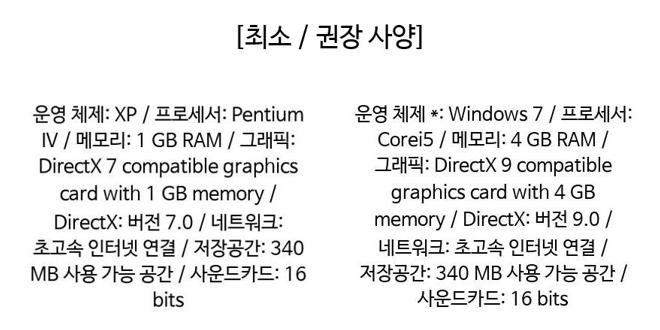 [최소 / 권장 사양]
운영 체제: XP / 프로세서: Pentium
IV / 메모리: 1 GB RAM / 그래픽:
DirectX 7 compatible graphics
card with 1 GB memory /
DirectX: 버전 7.0 / 네트워크:
초고속 인터넷 연결 / 저장공간: 340
MB 사용 가능 공간 / 사운드카드: 16
bits
운영 체제 *: Windows 7 / 프로세서:
Corei5 / 메모리: 4 GB RAM /
그래픽: DirectX 9 compatible
graphics card with 4 GB
memory / DirectX: 버전 9.0 /
네트워크: 초고속 인터넷 연결 /
저장공간: 340 MB 사용 가능 공간 /
사운드카드: 16 bits